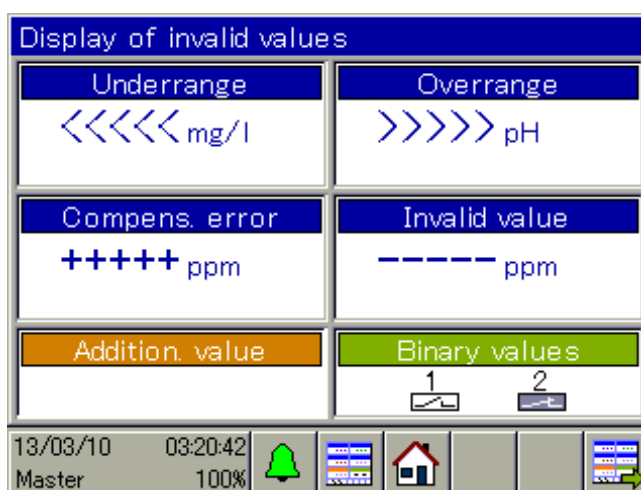 Display of invalid values
Underrange
<<<<< mg/l
Overrange
>>>>> pH
Compens. error
+++++ ppm
Invalid value
----- ppm
Addition. value
Binary values
1 2
13/03/10 03:20:42
Master 100%